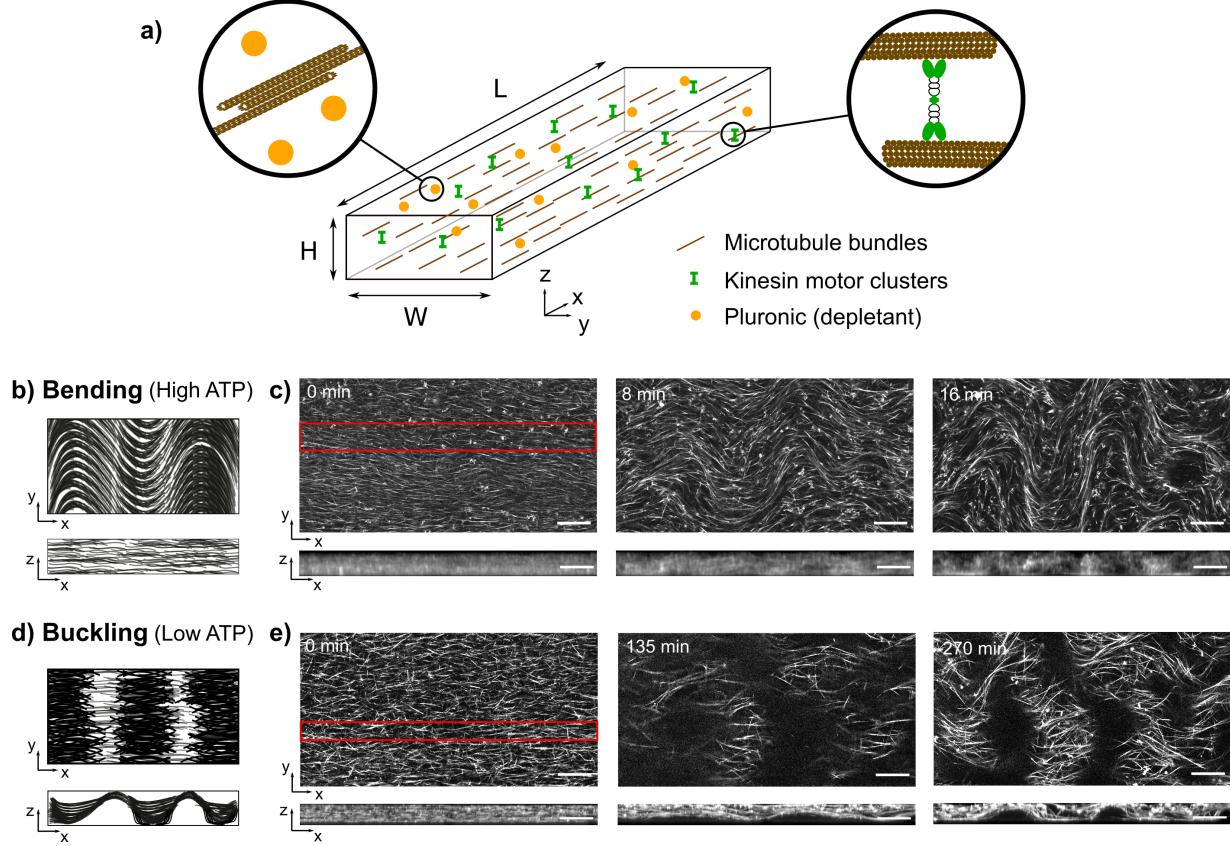 a)
L
H
W
z
x
y
Microtubule bundles
Kinesin motor clusters
Pluronic (depletant)
b) Bending (High ATP)
y
x
z
x
c)
0 min
8 min
16 min
y
x
z
x
d) Buckling (Low ATP)
y
x
z
x
e)
0 min
135 min
270 min
y
x
z
x